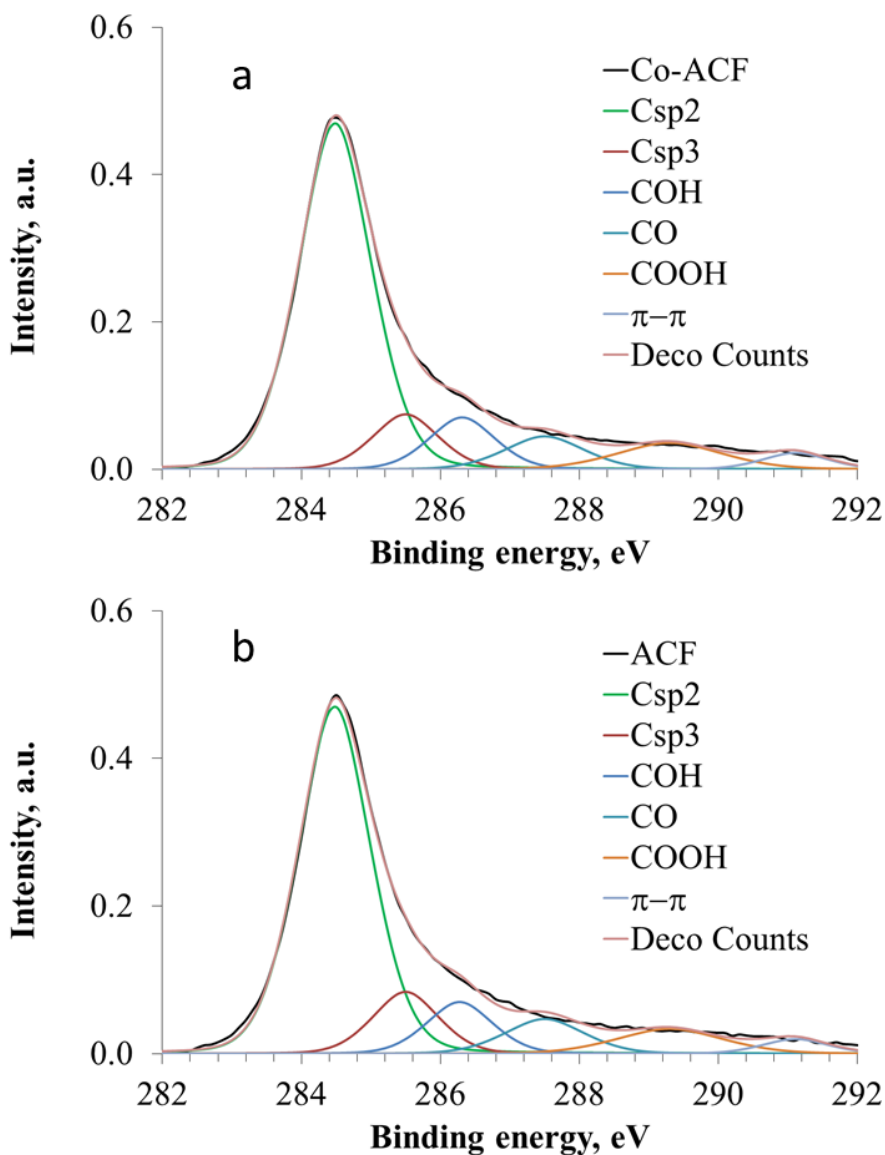 0.6
0.4
0.2
0.0
Intensity, a.u.
a
Co-ACF
Csp2
Csp3
COH
CO
COOH
π−π
Deco Counts
282 284 286 288 290 292
Binding energy, eV
0.6
0.4
0.2
0.0
Intensity, a.u.
b
ACF
Csp2
Csp3
COH
CO
COOH
π−π
Deco Counts
282 284 286 288 290 292
Binding energy, eV